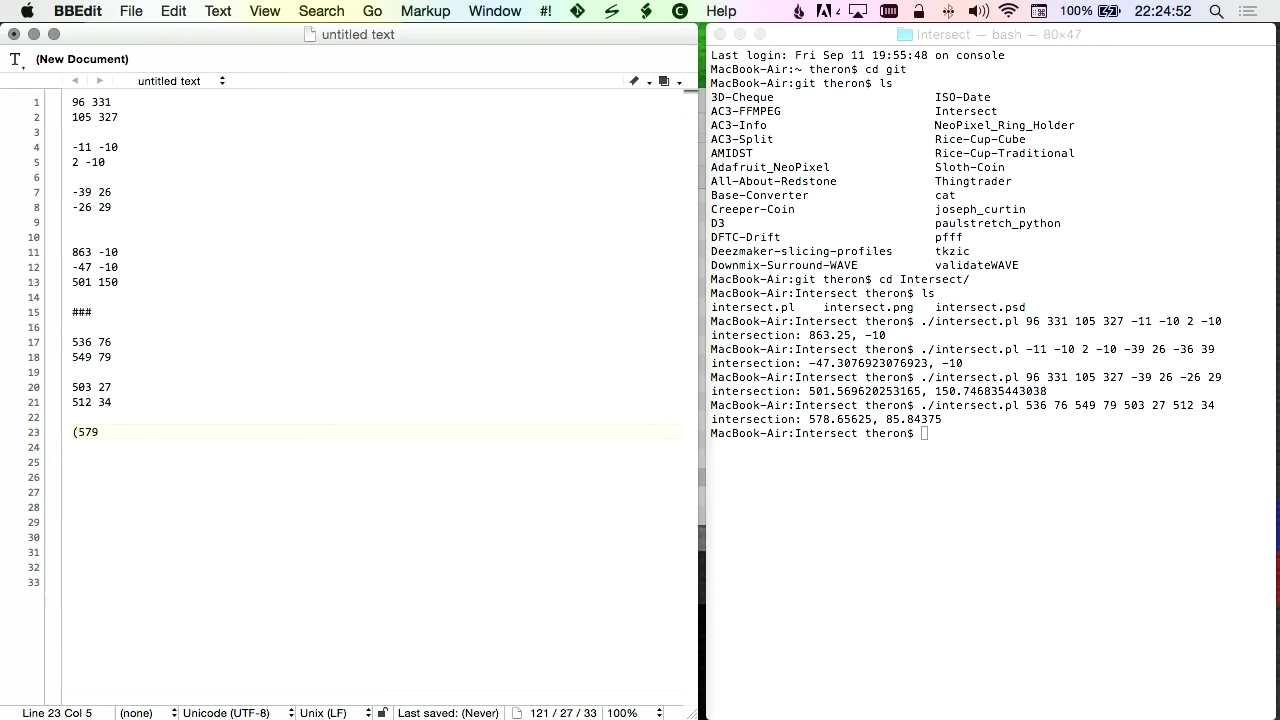 BBEdit File Edit Text View Search Go Markup Window #! Help 4 100% 22:24:52
untitled text
(New Document)
untitled text
1 96 331
2 105 327
3
4 -11 -10
5 2 -10
6
7 -39 26
8 -26 29
9
10
11 863 -10
12 -47 -10
13 501 150
14
15 ###
16
17 536 76
18 549 79
19
20 503 27
21 512 34
22
23 (579
24
25
26
27
28
29
30
31
32
33
Line 23 Col 5 (none) Unicode (UTF-8) Unix (LF) Last saved: (Never) 121 / 27 / 33 100%
Intersect — bash — 80×47
Last login: Fri Sep 11 19:55:48 on console
MacBook-Air:~ theron$ cd git
MacBook-Air:git theron$ ls
3D-Cheque ISO-Date
AC3-FFMPEG Intersect
AC3-Info NeoPixel_Ring_Holder
AC3-Split Rice-Cup-Cube
AMIDST Rice-Cup-Traditional
Adafruit_NeoPixel Sloth-Coin
All-About-Redstone Thingtrader
Base-Converter cat
Creeper-Coin joseph_curtin
D3 paulstretch_python
DFTC-Drift pfff
Deezmaker-slicing-profiles tkzic
Downmix-Surround-WAVE validateWAVE
MacBook-Air:git theron$ cd Intersect/
MacBook-Air:Intersect theron$ ls
intersect.pl intersect.png intersect.psd
MacBook-Air:Intersect theron$ ./intersect.pl 96 331 105 327 -11 -10 2 -10
intersection: 863.25, -10
MacBook-Air:Intersect theron$ ./intersect.pl -11 -10 2 -10 -39 26 -36 39
intersection: -47.3076923076923, -10
MacBook-Air:Intersect theron$ ./intersect.pl 96 331 105 327 -39 26 -26 29
intersection: 501.569620253165, 150.746835443038
MacBook-Air:Intersect theron$ ./intersect.pl 536 76 549 79 503 27 512 34
intersection: 578.65625, 85.84375
MacBook-Air:Intersect theron$